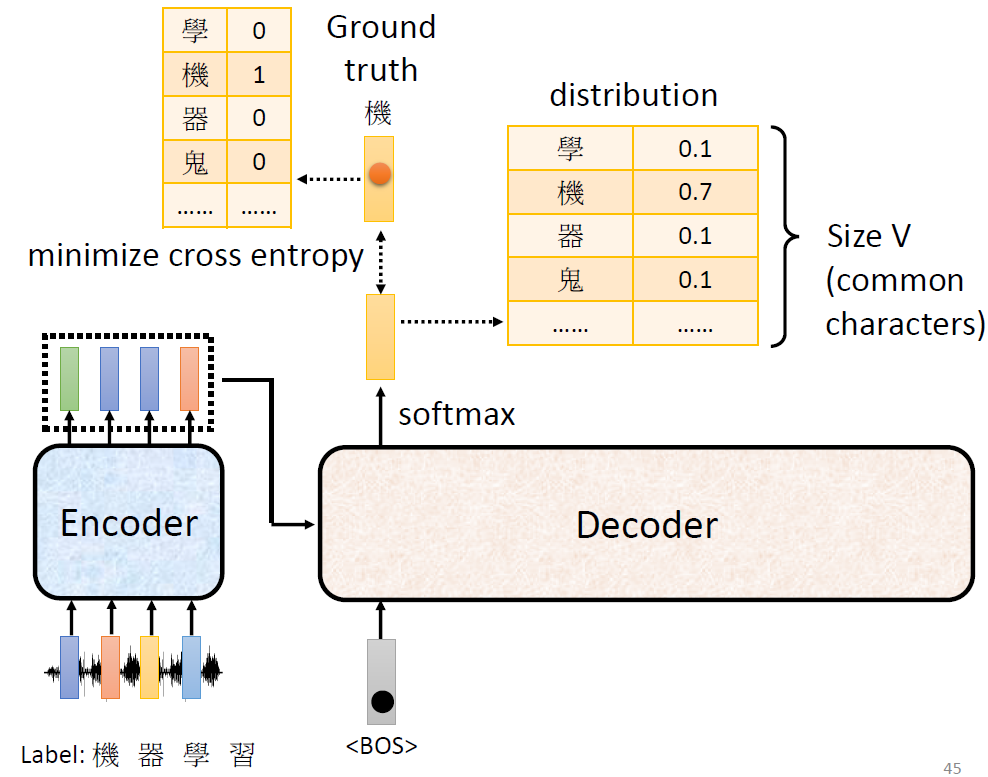 學 0
機 1
器 0
鬼 0
…… ……
Ground
truth
機
distribution
學 0.1
機 0.7
器 0.1
鬼 0.1
…… ……
Size V
(common
characters)
minimize cross entropy
softmax
Encoder
Decoder
Label: 機 器 學 習
<BOS>
45